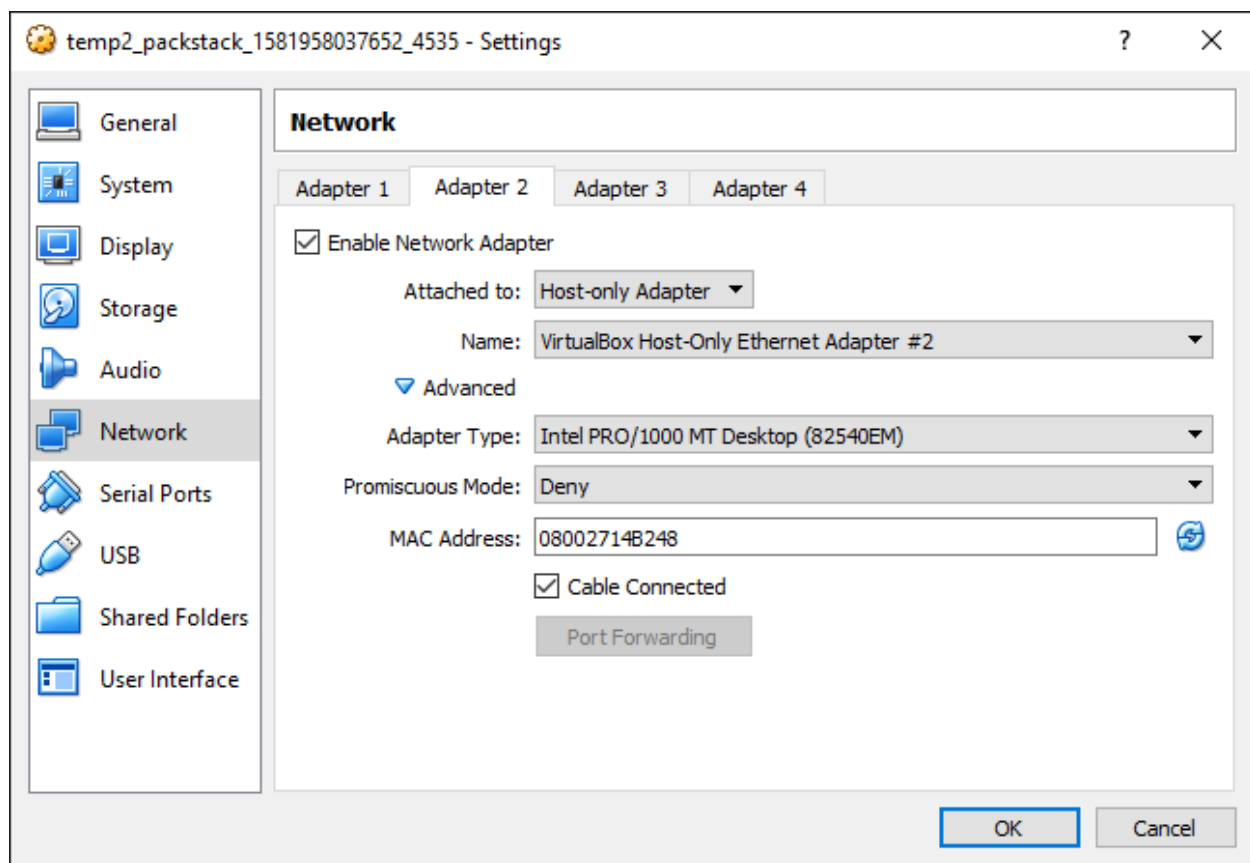 temp2_packstack_1581958037652_4535 - Settings
?
General
System
Display
Storage
Audio
Network
Serial Ports
USB
Shared Folders
User Interface
Network
Adapter 1 Adapter 2 Adapter 3 Adapter 4
Enable Network Adapter
Attached to: Host-only Adapter
Name: VirtualBox Host-Only Ethernet Adapter #2
Advanced
Adapter Type: Intel PRO/1000 MT Desktop (82540EM)
Promiscuous Mode: Deny
MAC Address: 08002714B248
Cable Connected
Port Forwarding
OK Cancel